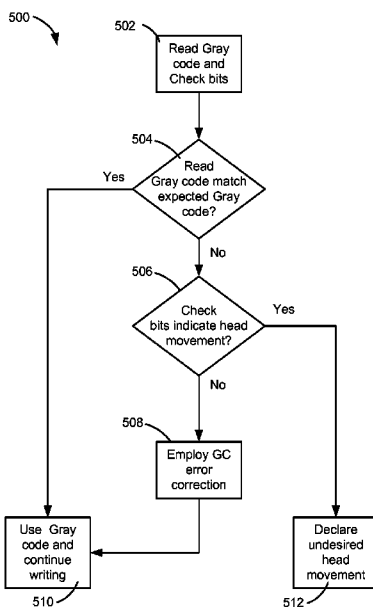 500
502
Read Gray
code and
Check bits
504
Yes
Read
Gray code match
expected Gray
code?
No
506
Yes
Check
bits indicate head
movement?
No
508
Employ GC
error
correction
Use Gray
code and
continue
writing
510
Declare
undesired
head
movement
512